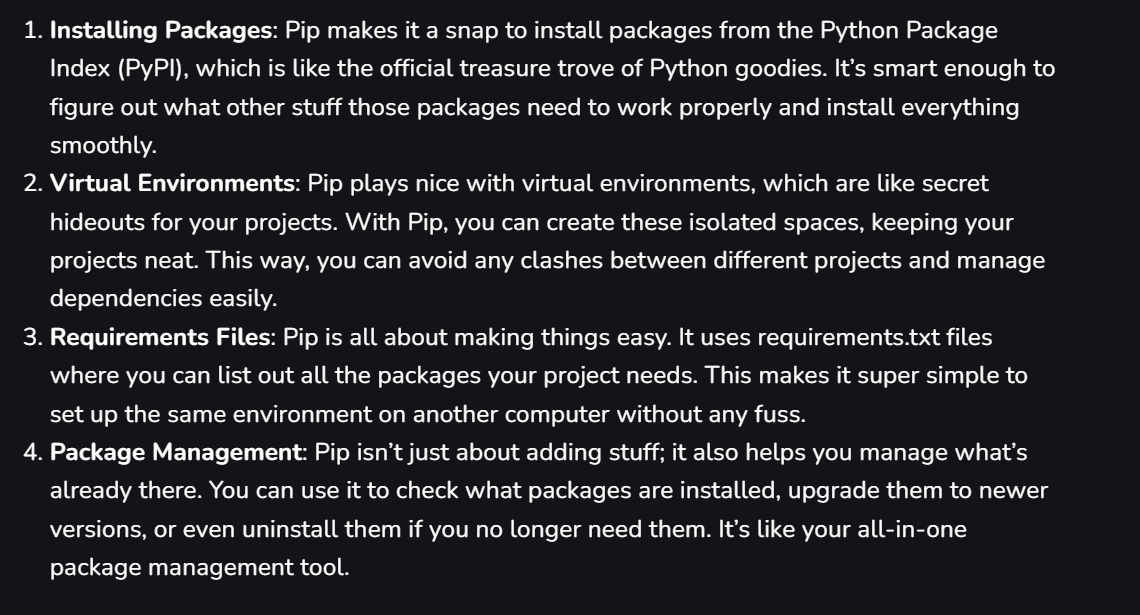 1. Installing Packages: Pip makes it a snap to install packages from the Python Package
Index (PyPI), which is like the official treasure trove of Python goodies. It’s smart enough to
figure out what other stuff those packages need to work properly and install everything
smoothly.
2. Virtual Environments: Pip plays nice with virtual environments, which are like secret
hideouts for your projects. With Pip, you can create these isolated spaces, keeping your
projects neat. This way, you can avoid any clashes between different projects and manage
dependencies easily.
3. Requirements Files: Pip is all about making things easy. It uses requirements.txt files
where you can list out all the packages your project needs. This makes it super simple to
set up the same environment on another computer without any fuss.
4. Package Management: Pip isn’t just about adding stuff; it also helps you manage what’s
already there. You can use it to check what packages are installed, upgrade them to newer
versions, or even uninstall them if you no longer need them. It’s like your all-in-one
package management tool.